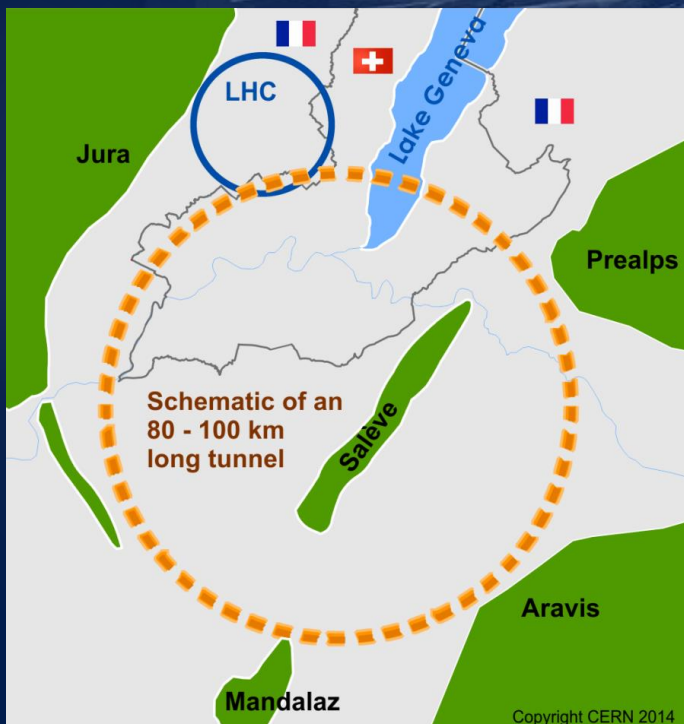 LHC
Lake Geneva
Jura
Prealps
Schematic of an
80 - 100 km
long tunnel
Salève
Aravis
Mandalaz
Copyright CERN 2014